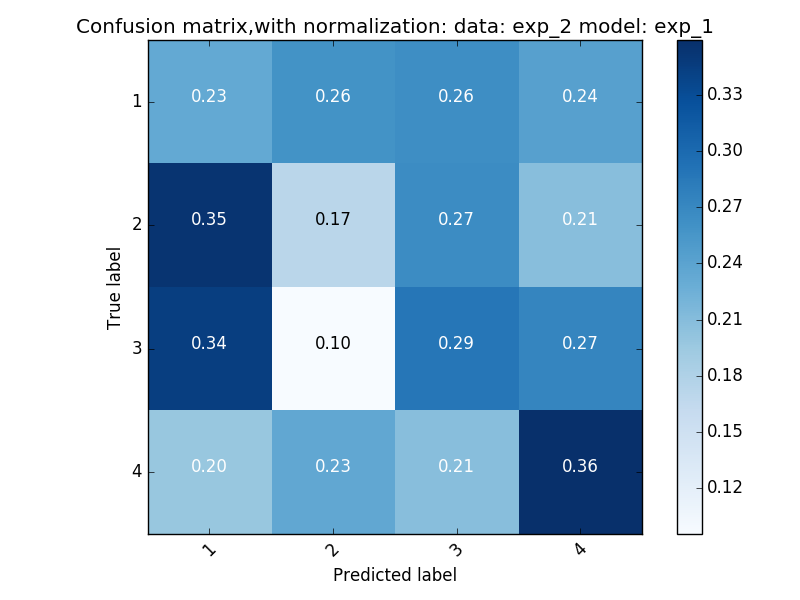 Confusion matrix,with normalization: data: exp_2 model: exp_1
True label
1
0.23 0.26 0.26 0.24
2
0.35 0.17 0.27 0.21
3
0.34 0.10 0.29 0.27
4
0.20 0.23 0.21 0.36
1 2 3 4
Predicted label
0.33
0.30
0.27
0.24
0.21
0.18
0.15
0.12